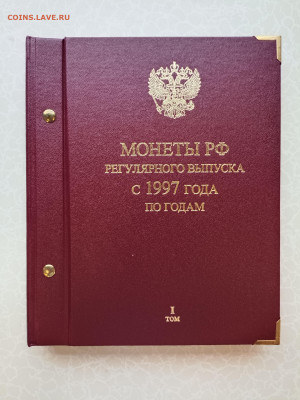 COINS.LAVE.RU
МОНЕТЫ РФ
РЕГУЛЯРНОГО ВЫПУСКА
С 1997 ГОДА
ПО ГОДАМ
I
ТОМ